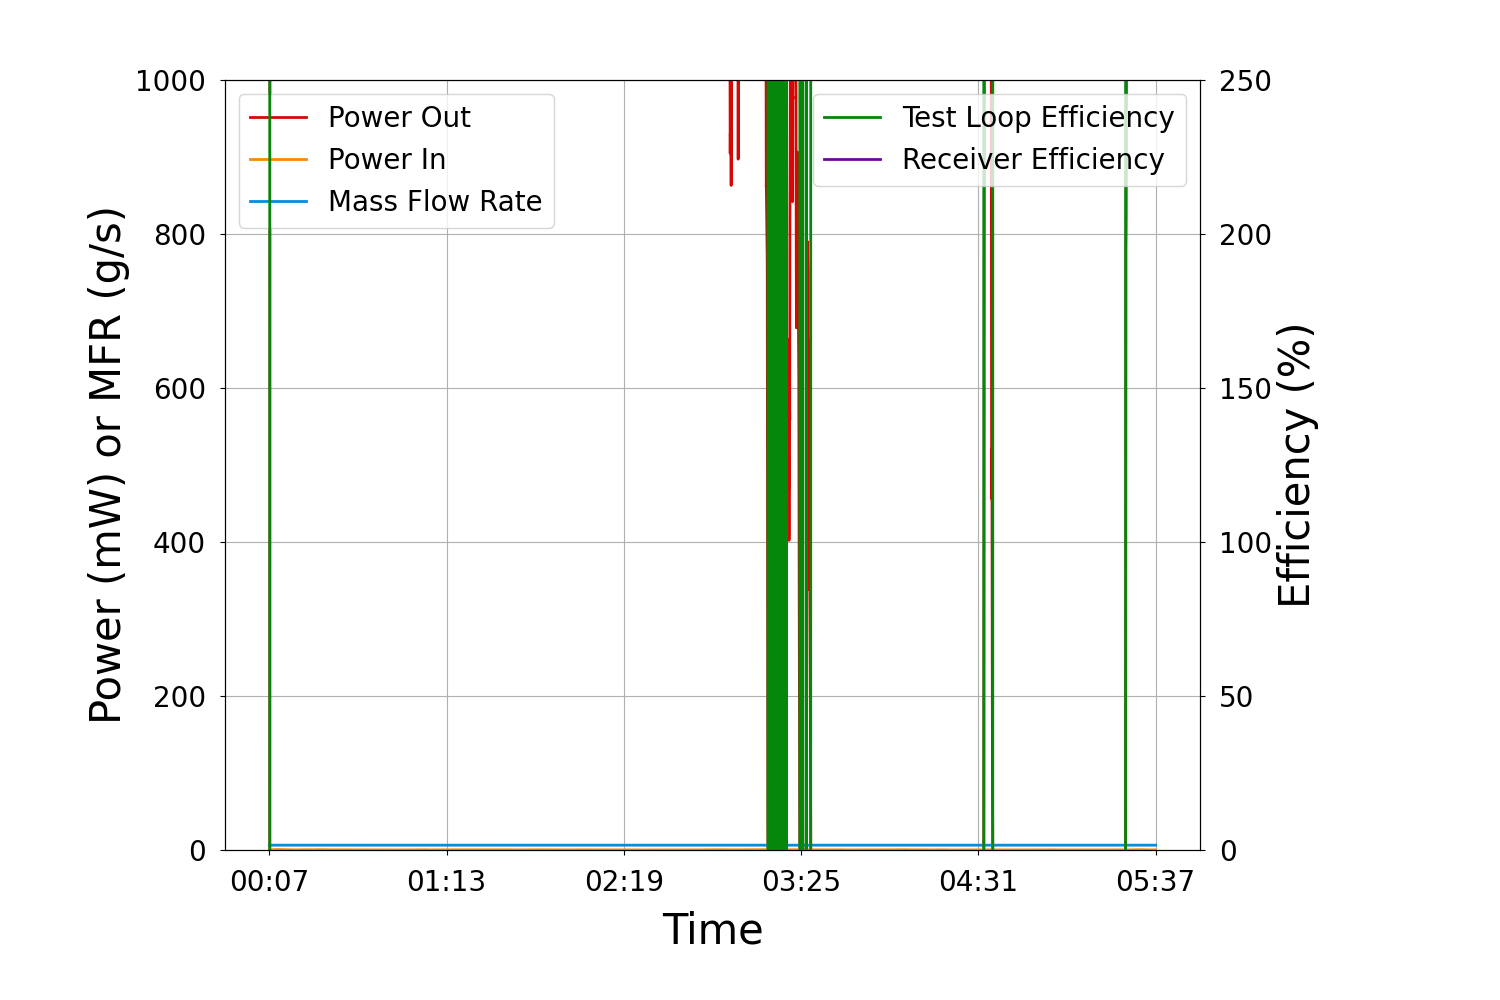 1000
800
600
400
200
0
Power (mW) or MFR (g/s)
Power Out
Power In
Mass Flow Rate
Test Loop Efficiency
Receiver Efficiency
250
200
150
100
50
0
Efficiency (%)
00:07 01:13 02:19 03:25 04:31 05:37
Time